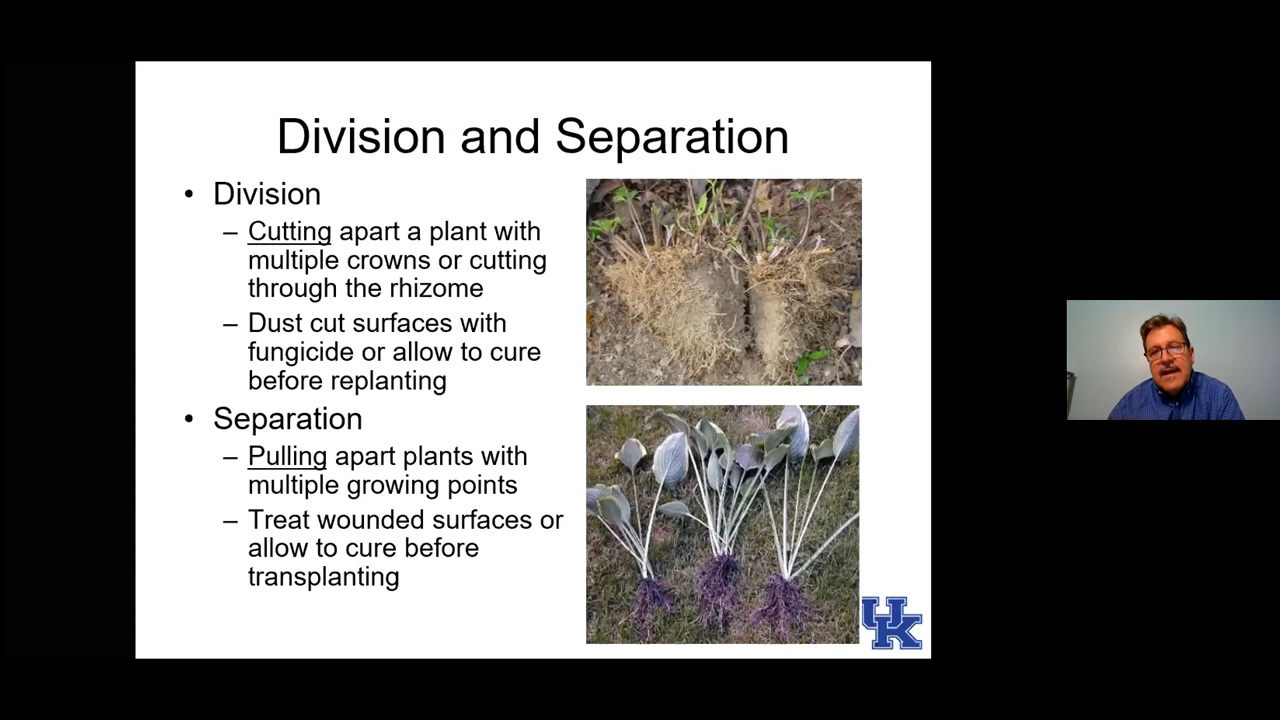 Division and Separation
• Division
– Cutting apart a plant with
multiple crowns or cutting
through the rhizome
– Dust cut surfaces with
fungicide or allow to cure
before replanting
• Separation
– Pulling apart plants with
multiple growing points
– Treat wounded surfaces or
allow to cure before
transplanting
UK